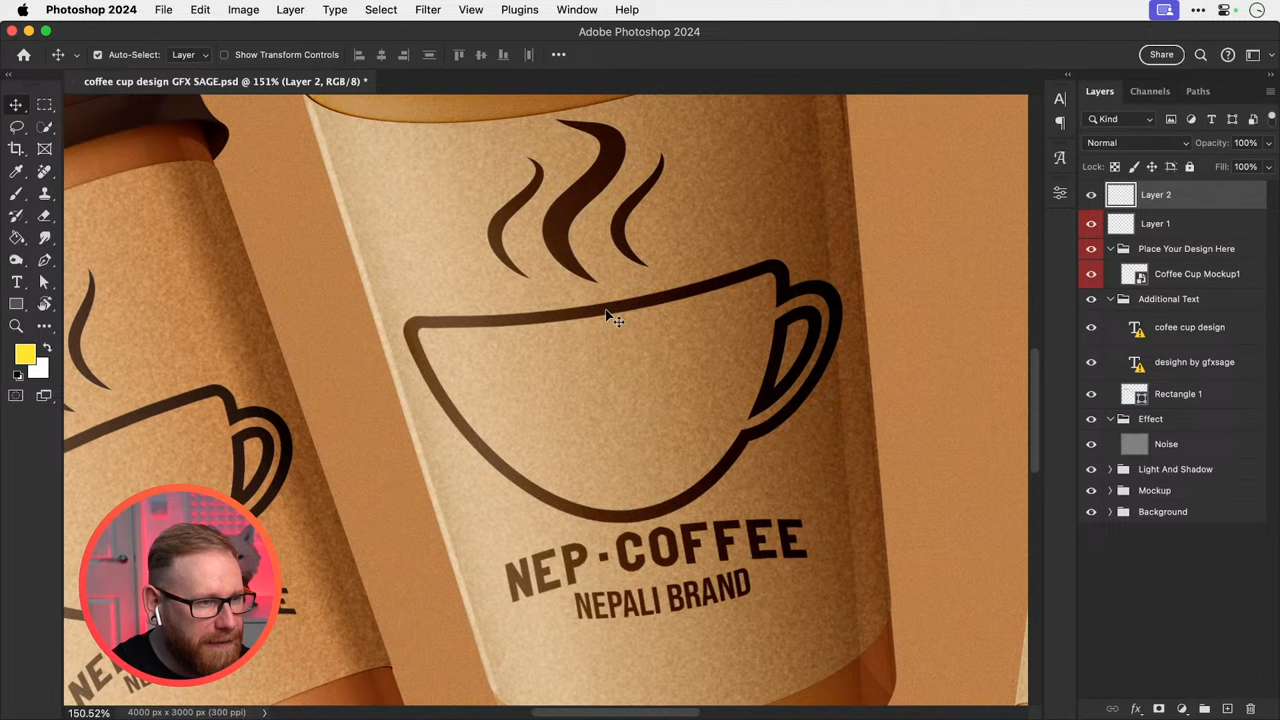 Photoshop 2024 File Edit Image Layer Type Select Filter View Plugins Window Help
Adobe Photoshop 2024
Auto-Select: Layer Show Transform Controls Share
coffee cup design GFX SAGE.psd @ 151% (Layer 2, RGB/8) *
Layers Channels Paths
Kind
Normal Opacity: 100%
Lock: Fill: 100%
Layer 2
Layer 1
Place Your Design Here
Coffee Cup Mockup1
Additional Text
cofee cup design
desighn by gfxsage
Rectangle 1
Effect
Noise
Light And Shadow
Mockup
Background
NEP·COFFEE
NEPALI BRAND
150.52% 4000 px x 3000 px (300 ppi)